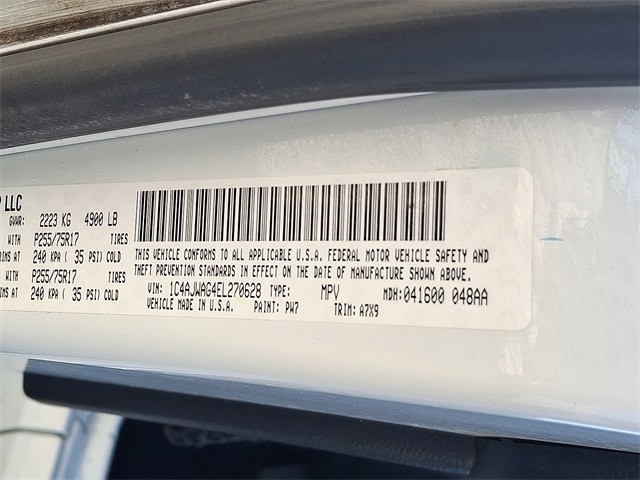 P LLC
GVWR: 2223 KG 4900 LB
WITH P255/75R17 TIRES
RIMS AT 240 KPA ( 35 PSI) COLD
WITH P255/75R17 TIRES
RIMS AT 240 KPA ( 35 PSI) COLD
THIS VEHICLE CONFORMS TO ALL APPLICABLE U.S.A. FEDERAL MOTOR VEHICLE SAFETY AND
THEFT PREVENTION STANDARDS IN EFFECT ON THE DATE OF MANUFACTURE SHOWN ABOVE.
VIN: 1C4AJWAG4EL270628 TYPE: MPV MDH:041600 048AA
VEHICLE MADE IN U.S.A. PAINT: PW7 TRIM: A7X9